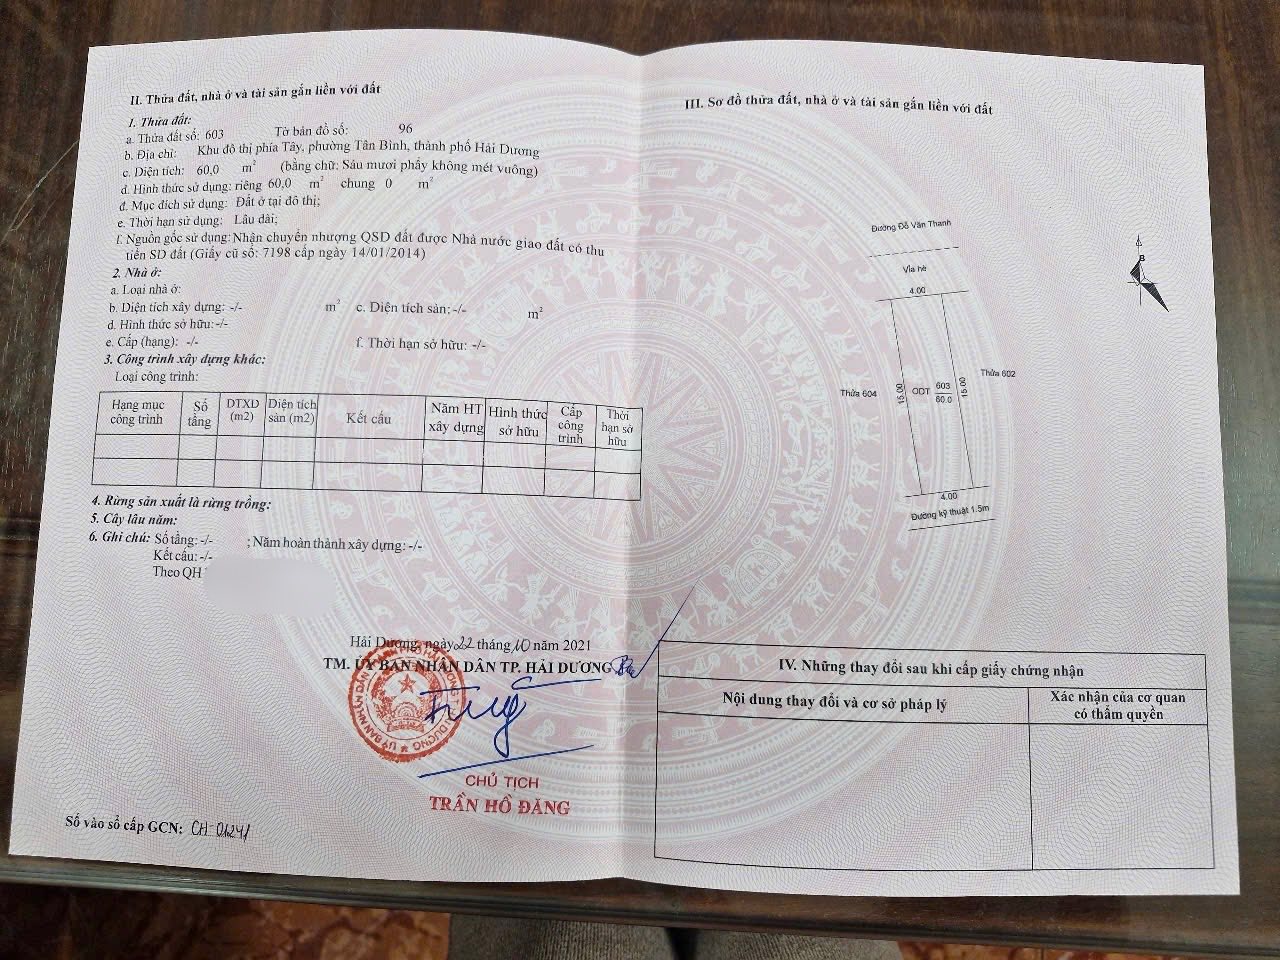 II. Thửa đất, nhà ở và tài sản gắn liền với đất
1. Thửa đất:
a. Thửa đất số: 603 Tờ bản đồ số: 96
b. Địa chỉ: Khu đô thị phía Tây, phường Tân Bình, thành phố Hải Dương
c. Diện tích: 60,0 m² (bằng chữ: Sáu mươi phẩy không mét vuông)
d. Hình thức sử dụng: riêng 60,0 m² chung 0 m²
đ. Mục đích sử dụng: Đất ở tại đô thị;
e. Thời hạn sử dụng: Lâu dài;
f. Nguồn gốc sử dụng: Nhận chuyển nhượng QSD đất được Nhà nước giao đất có thu
tiền SD đất (Giấy cũ số: 7198 cấp ngày 14/01/2014)
2. Nhà ở:
a. Loại nhà ở:
b. Diện tích xây dựng: -/- m² c. Diện tích sàn: -/- m²
d. Hình thức sở hữu: -/-
e. Cấp (hạng): -/- f. Thời hạn sở hữu: -/-
3. Công trình xây dựng khác:
Loại công trình:
Hạng mục công trình Số tầng DTXD (m2) Diện tích sàn (m2) Kết cấu Năm HT xây dựng Hình thức sở hữu Cấp công trình Thời hạn sở hữu
4. Rừng sản xuất là rừng trồng:
5. Cây lâu năm:
6. Ghi chú: Số tầng: -/- ; Năm hoàn thành xây dựng: -/-
Kết cấu: -/-
Theo QH
Hải Dương, ngày 22 tháng 10 năm 2021
TM. ỦY BAN NHÂN DÂN TP. HẢI DƯƠNG
CHỦ TỊCH
TRẦN HỒ ĐĂNG
Số vào sổ cấp GCN: CH 01241
III. Sơ đồ thửa đất, nhà ở và tài sản gắn liền với đất
Đường Đỗ Văn Thanh
Vỉa hè
4.00
B
Thửa 604
15.00
ODT 603
60.0
15.00
Thửa 602
4.00
Đường kỹ thuật 1.5m
IV. Những thay đổi sau khi cấp giấy chứng nhận
Nội dung thay đổi và cơ sở pháp lý
Xác nhận của cơ quan
có thẩm quyền